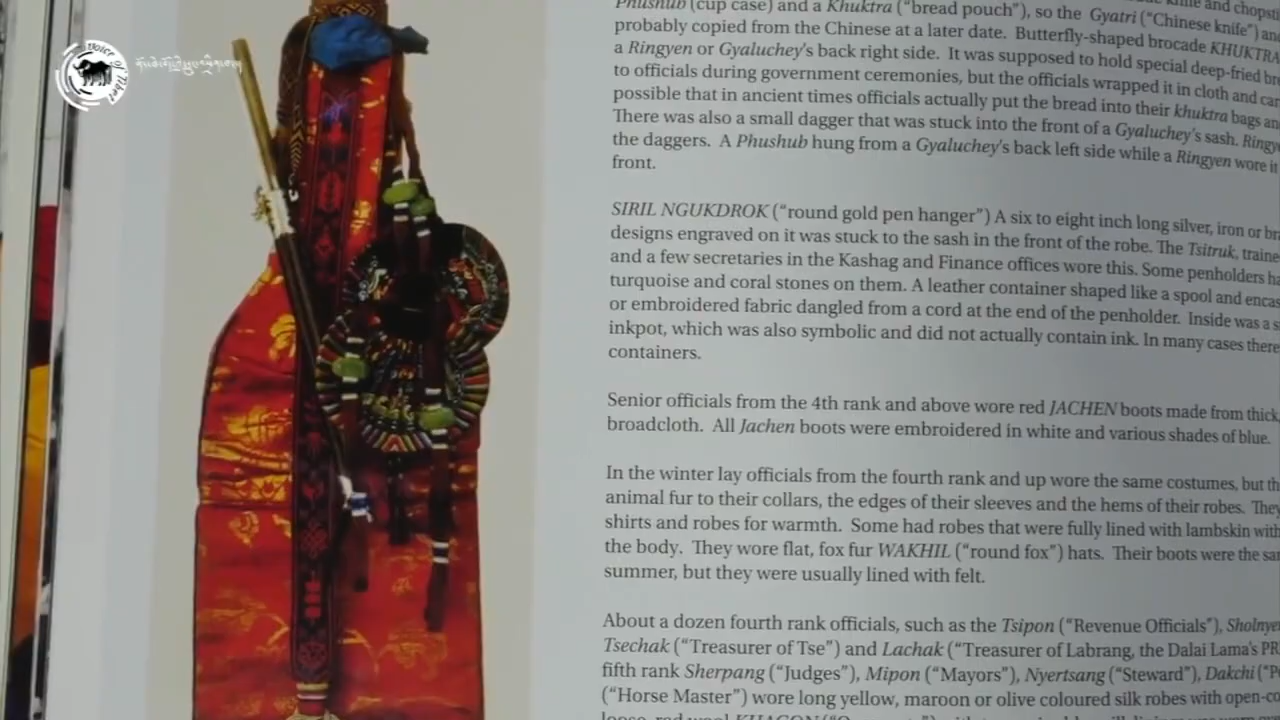 Voice of Tibet
Phushub (cup case) and a Khuktra (“bread pouch”), so the Gyatri (“Chinese knife”) and
probably copied from the Chinese at a later date. Butterfly-shaped brocade KHUKTRA
a Ringyen or Gyaluchey's back right side. It was supposed to hold special deep-fried
to officials during government ceremonies, but the officials wrapped it in cloth and
possible that in ancient times officials actually put the bread into their khuktra bags
There was also a small dagger that was stuck into the front of a Gyaluchey's sash.
the daggers. A Phushub hung from a Gyaluchey's back left side while a Ringyen wore it
front.
SIRIL NGUKDROK (“round gold pen hanger”) A six to eight inch long silver, iron or
designs engraved on it was stuck to the sash in the front of the robe. The Tsitruk,
and a few secretaries in the Kashag and Finance offices wore this. Some penholders
turquoise and coral stones on them. A leather container shaped like a spool and
or embroidered fabric dangled from a cord at the end of the penholder. Inside was a
inkpot, which was also symbolic and did not actually contain ink. In many cases there
containers.
Senior officials from the 4th rank and above wore red JACHEN boots made from thick,
broadcloth. All Jachen boots were embroidered in white and various shades of blue.
In the winter lay officials from the fourth rank and up wore the same costumes, but
animal fur to their collars, the edges of their sleeves and the hems of their robes. They
shirts and robes for warmth. Some had robes that were fully lined with lambskin with
the body. They wore flat, fox fur WAKHIL (“round fox”) hats. Their boots were the
summer, but they were usually lined with felt.
About a dozen fourth rank officials, such as the Tsipon (“Revenue Officials”),
Tsechak (“Treasurer of Tse”) and Lachak (“Treasurer of Labrang, the Dalai Lama's
fifth rank Sherpang (“Judges”), Mipon (“Mayors”), Nyertsang (“Steward”), Dakchi
(“Horse Master”) wore long yellow, maroon or olive coloured silk robes with